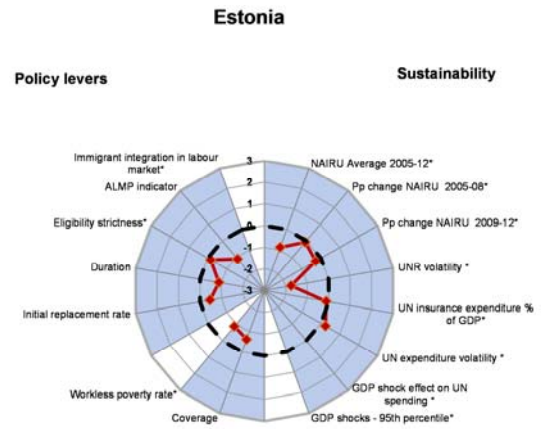 Estonia
Policy levers
Sustainability
Immigrant integration in labour
market*
ALMP indicator
Eligibility strictness*
Duration
Initial replacement rate
Workless poverty rate*
Coverage
3
2
1
0
-1
-2
-3
NAIRU Average 2005-12*
Pp change NAIRU 2005-08*
Pp change NAIRU 2009-12*
UNR volatility *
UN insurance expenditure %
of GDP*
UN expenditure volatility *
GDP shock effect on UN
spending *
GDP shocks - 95th percentile*